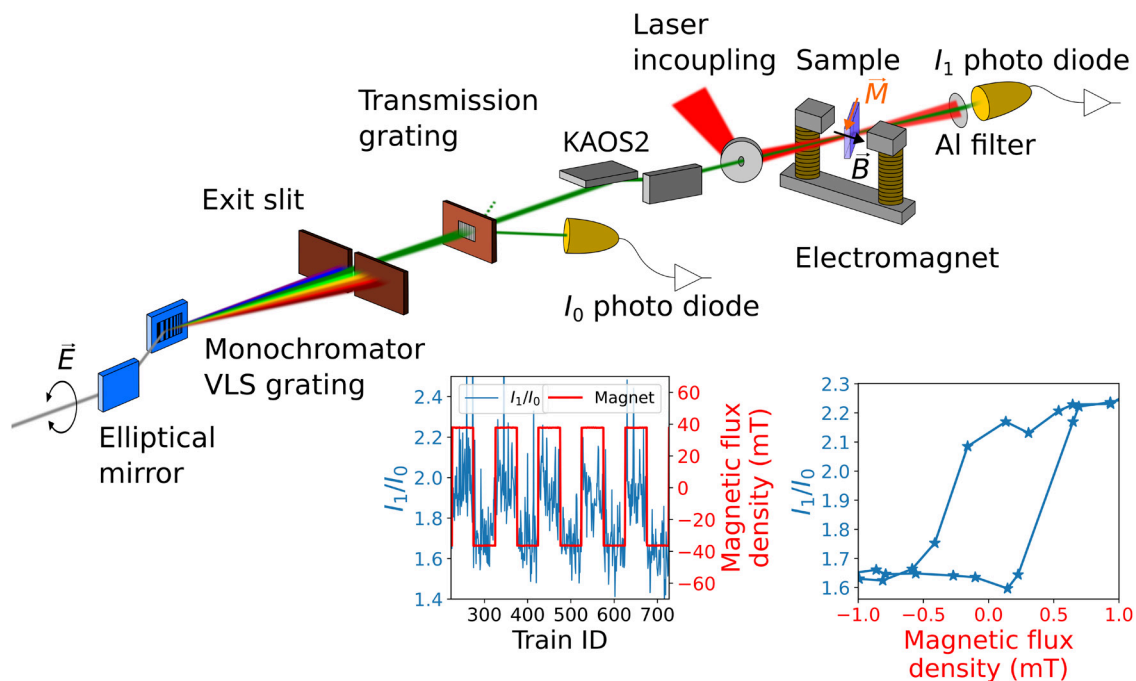 Laser
incoupling
Sample
I₁ photo diode
M⃗
Transmission
grating
KAOS2
B⃗
Al filter
Exit slit
Electromagnet
I₀ photo diode
E⃗
Monochromator
VLS grating
Elliptical
mirror
I₁/I₀
Magnet
2.4
2.2
2.0
1.8
1.6
1.4
I₁/I₀
60
40
20
0
−20
−40
−60
Magnetic flux
density (mT)
300 400 500 600 700
Train ID
2.3
2.2
2.1
2.0
1.9
1.8
1.7
1.6
I₁/I₀
−1.0 −0.5 0.0 0.5 1.0
Magnetic flux
density (mT)